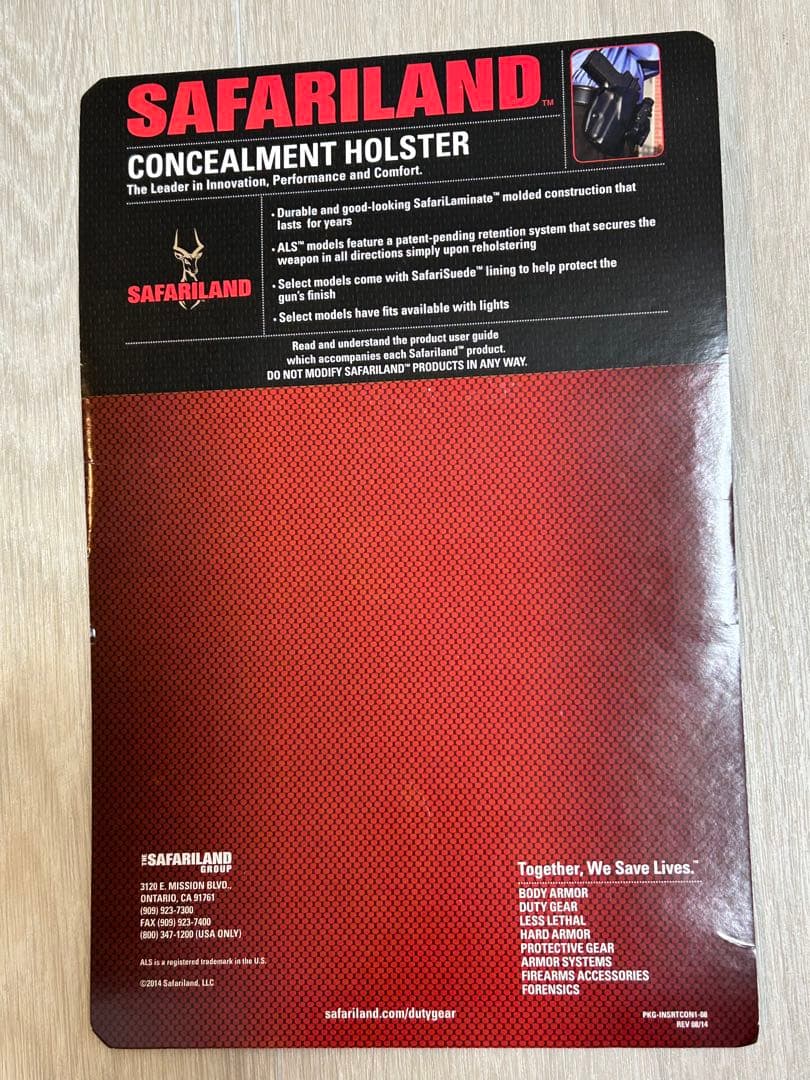 SAFARILAND™
CONCEALMENT HOLSTER
The Leader in Innovation, Performance and Comfort.
SAFARILAND
• Durable and good-looking SafariLaminate™ molded construction that
lasts for years
• ALS™ models feature a patent-pending retention system that secures the
weapon in all directions simply upon reholstering
• Select models come with SafariSuede™ lining to help protect the
gun's finish
• Select models have fits available with lights
Read and understand the product user guide
which accompanies each Safariland™ product.
DO NOT MODIFY SAFARILAND™ PRODUCTS IN ANY WAY.
THE SAFARILAND
GROUP
3120 E. MISSION BLVD.,
ONTARIO, CA 91761
(909) 923-7300
FAX (909) 923-7400
(800) 347-1200 (USA ONLY)
ALS is a registered trademark in the U.S.
©2014 Safariland, LLC
Together, We Save Lives.™
BODY ARMOR
DUTY GEAR
LESS LETHAL
HARD ARMOR
PROTECTIVE GEAR
ARMOR SYSTEMS
FIREARMS ACCESSORIES
FORENSICS
safariland.com/dutygear
PKG-INSRTCON1-08
REV 08/14